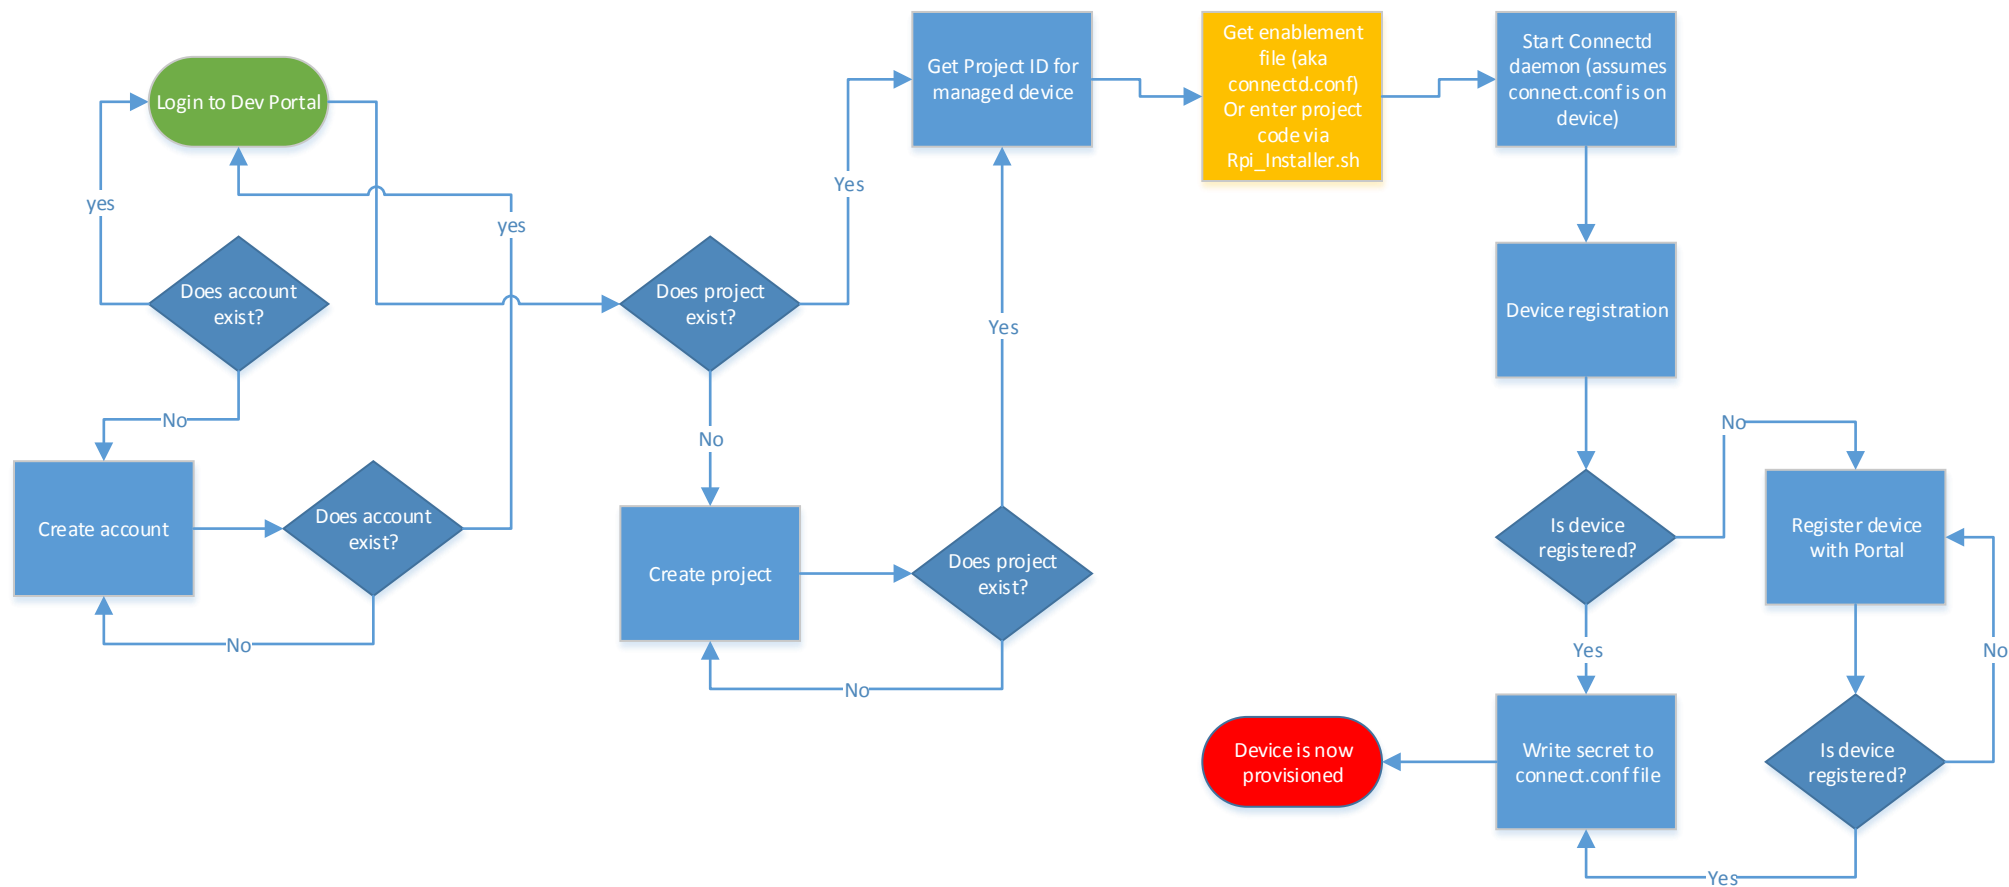 Login to Dev Portal
yes
Does account
exist?
No
Create account
Does account
exist?
yes
No
Does project
exist?
Yes
No
Create project
Does project
exist?
Yes
No
Get Project ID for
managed device
Get enablement
file (aka
connectd.conf)
Or enter project
code via
Rpi_Installer.sh
Start Connectd
daemon (assumes
connect.conf is on
device)
Device registration
Is device
registered?
No
Yes
Register device
with Portal
Is device
registered?
No
Yes
Write secret to
connect.conf file
Device is now
provisioned